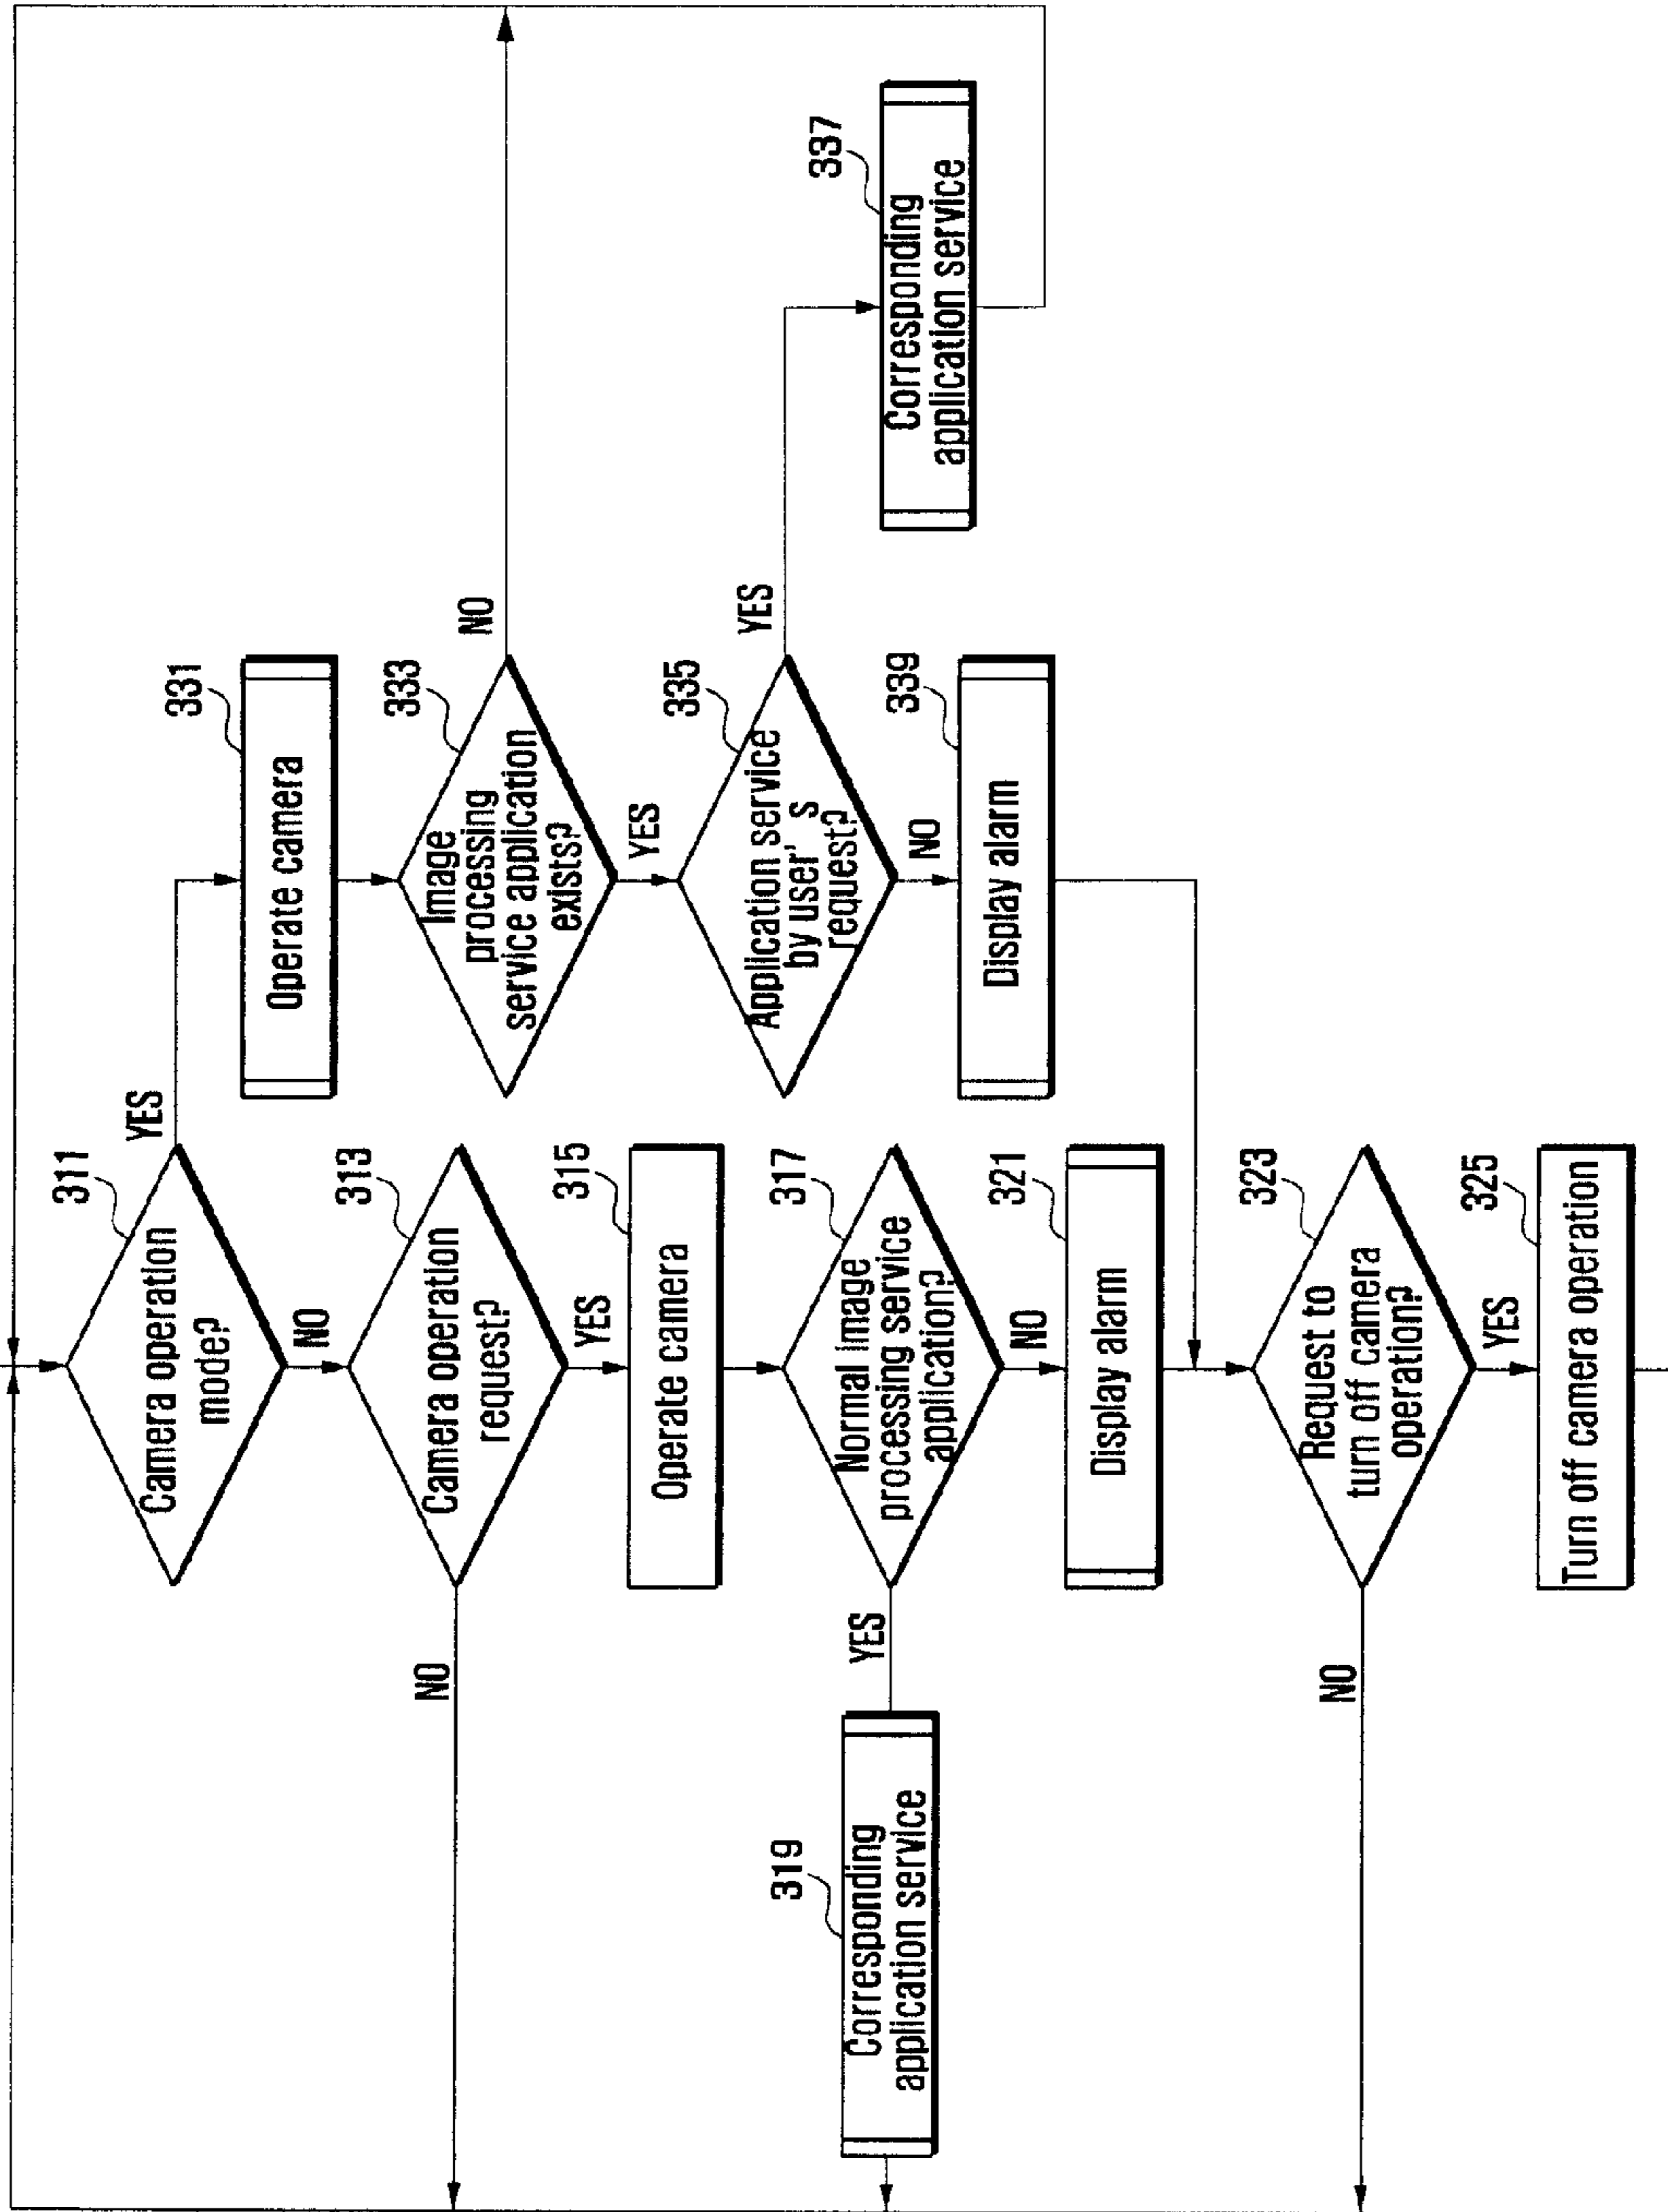 311
Camera operation
mode?
YES
NO
313
Camera operation
request?
NO
YES
315
Operate camera
317
Normal image
processing service
application?
YES
NO
319
Corresponding
application service
321
Display alarm
323
Request to
turn off camera
operation?
NO
YES
325
Turn off camera operation
331
Operate camera
333
Image
processing
service application
exists?
NO
YES
335
Application service
by user' s
request?
YES
NO
337
Corresponding
application service
339
Display alarm